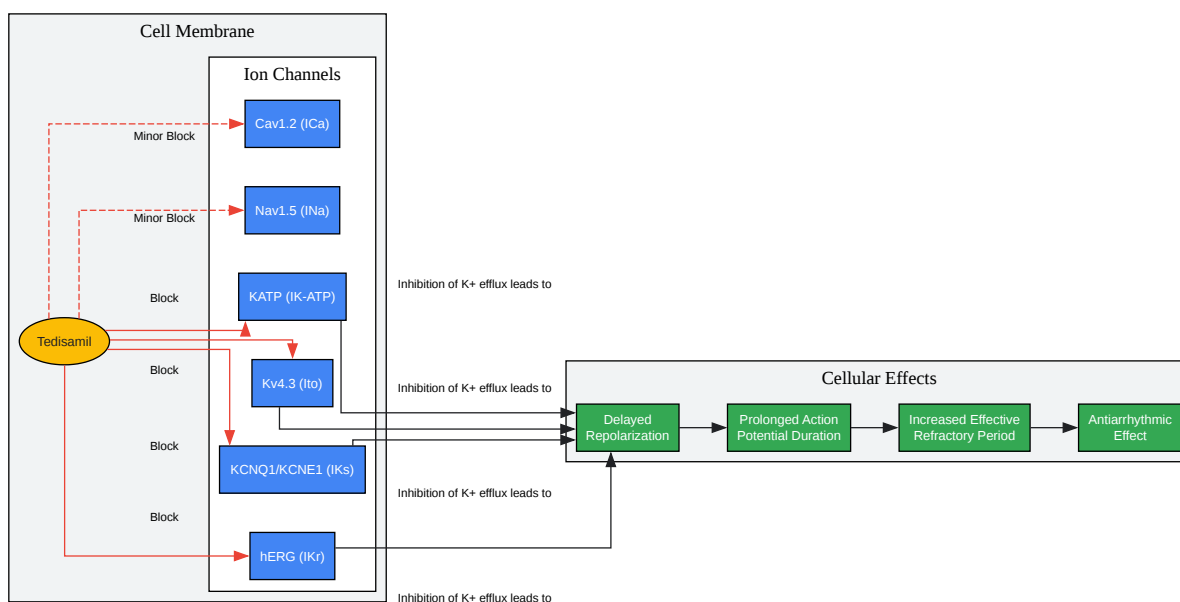 Cell Membrane
Ion Channels
Cav1.2 (ICa)
Minor Block
Nav1.5 (INa)
Minor Block
KATP (IK-ATP)
Block
Inhibition of K+ efflux leads to
Tedisamil
Kv4.3 (Ito)
Block
Inhibition of K+ efflux leads to
Cellular Effects
Delayed
Repolarization
Prolonged Action
Potential Duration
Increased Effective
Refractory Period
Antiarrhythmic
Effect
Block
KCNQ1/KCNE1 (IKs)
Inhibition of K+ efflux leads to
Block
hERG (IKr)
Inhibition of K+ efflux leads to